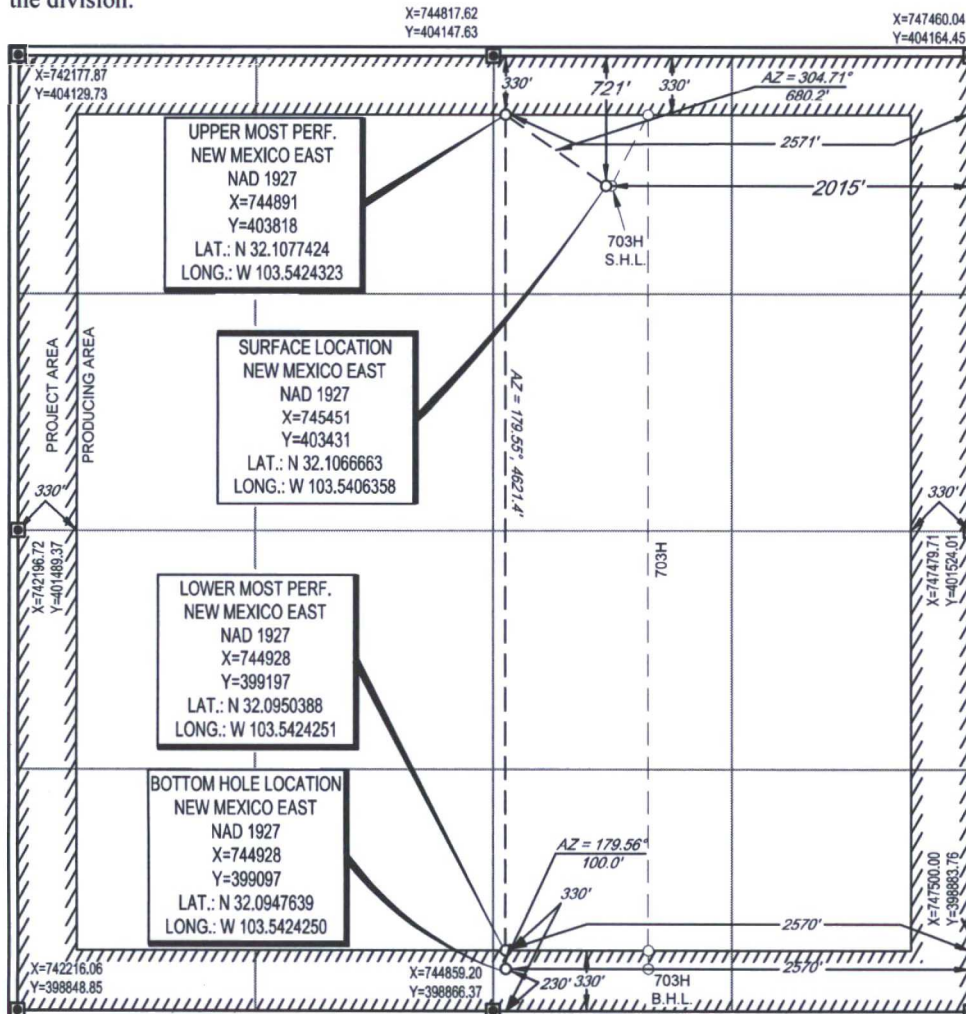 the division.
X=744817.62
Y=404147.63
X=747460.04
Y=404164.45
X=742177.87
Y=404129.73
330'
721'
330'
AZ = 304.71°
680.2'
2571'
2015'
703H
S.H.L.
UPPER MOST PERF.
NEW MEXICO EAST
NAD 1927
X=744891
Y=403818
LAT.: N 32.1077424
LONG.: W 103.5424323
SURFACE LOCATION
NEW MEXICO EAST
NAD 1927
X=745451
Y=403431
LAT.: N 32.1066663
LONG.: W 103.5406358
PROJECT AREA
PRODUCING AREA
AZ = 179.55°, 4621.4'
330'
330'
X=742196.72
Y=401489.37
703H
X=747479.71
Y=401524.01
LOWER MOST PERF.
NEW MEXICO EAST
NAD 1927
X=744928
Y=399197
LAT.: N 32.0950388
LONG.: W 103.5424251
BOTTOM HOLE LOCATION
NEW MEXICO EAST
NAD 1927
X=744928
Y=399097
LAT.: N 32.0947639
LONG.: W 103.5424250
AZ = 179.56°
100.0'
330'
X=747500.00
Y=398883.76
2570'
2570'
X=742216.06
Y=398848.85
X=744859.20
Y=398866.37
230'
330'
703H
B.H.L.